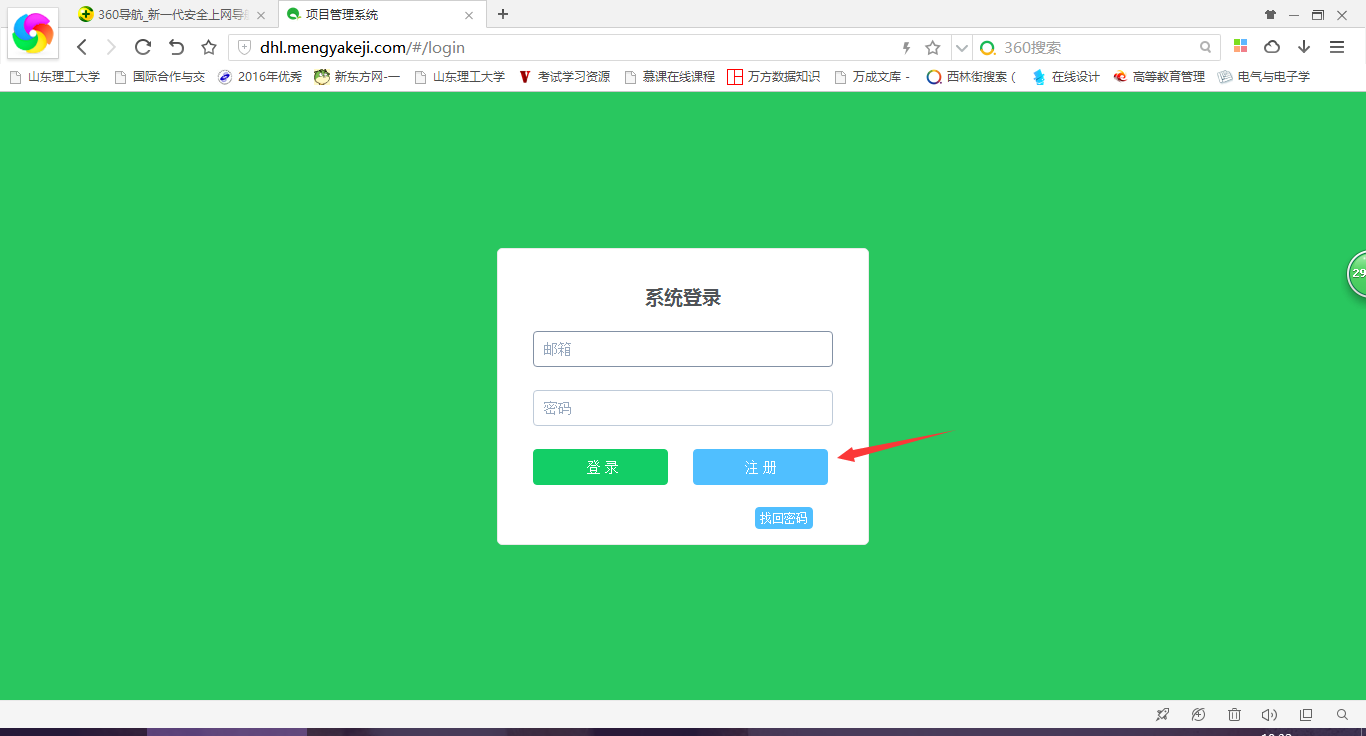 360导航_新一代安全上网导航
项目管理系统
dhl.mengyakeji.com/#/login
360搜索
山东理工大学 国际合作与交 2016年优秀 新东方网-一 山东理工大学 考试学习资源 慕课在线课程 万方数据知识 万成文库 - 西林街搜索 ( 在线设计 高等教育管理 电气与电子学
29
系统登录
邮箱
密码
登 录 注 册
找回密码